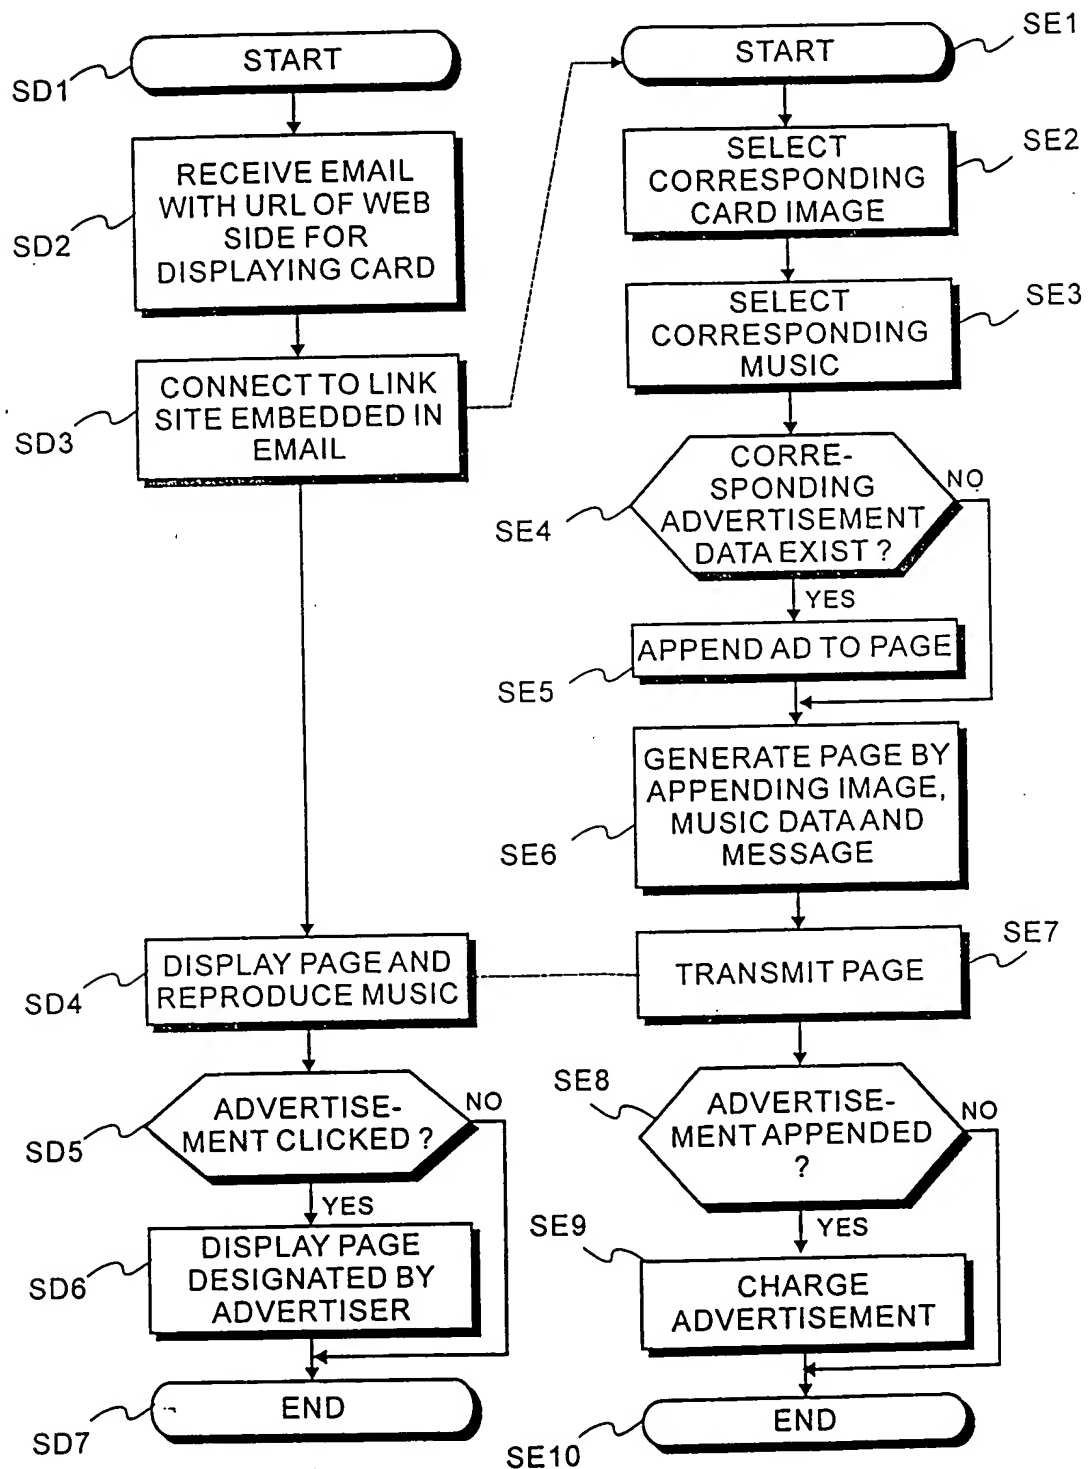 SD1
START
SD2
RECEIVE EMAIL
WITH URL OF WEB
SIDE FOR
DISPLAYING CARD
SD3
CONNECT TO LINK
SITE EMBEDDED IN
EMAIL
SD4
DISPLAY PAGE AND
REPRODUCE MUSIC
SD5
ADVERTISE-
MENT CLICKED ?
NO
YES
SD6
DISPLAY PAGE
DESIGNATED BY
ADVERTISER
SD7
END
START
SE1
SELECT
CORRESPONDING
CARD IMAGE
SE2
SELECT
CORRESPONDING
MUSIC
SE3
SE4
CORRE-
SPONDING
ADVERTISEMENT
DATA EXIST ?
NO
YES
SE5
APPEND AD TO PAGE
SE6
GENERATE PAGE BY
APPENDING IMAGE,
MUSIC DATA AND
MESSAGE
TRANSMIT PAGE
SE7
SE8
ADVERTISE-
MENT APPENDED
?
NO
YES
SE9
CHARGE
ADVERTISEMENT
SE10
END